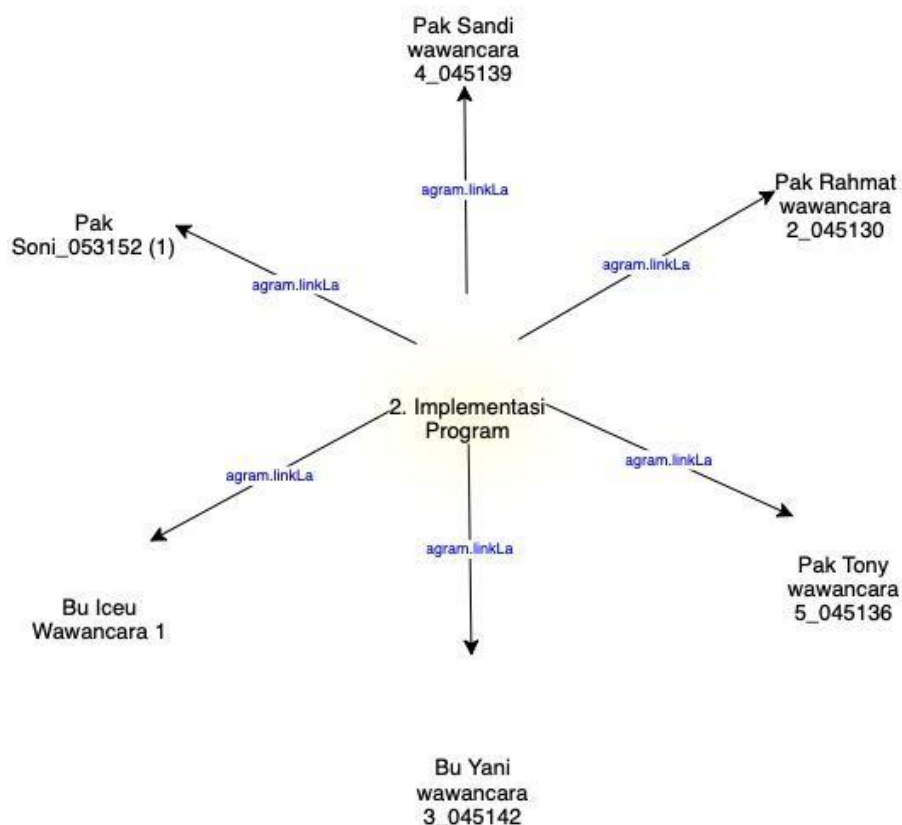 Pak Sandi
wawancara
4_045139
agram.linkLa
Pak Rahmat
wawancara
2_045130
agram.linkLa
Pak
Soni_053152 (1)
agram.linkLa
2. Implementasi
Program
agram.linkLa
agram.linkLa
agram.linkLa
Bu Iceu
Wawancara 1
Pak Tony
wawancara
5_045136
Bu Yani
wawancara
3_045142